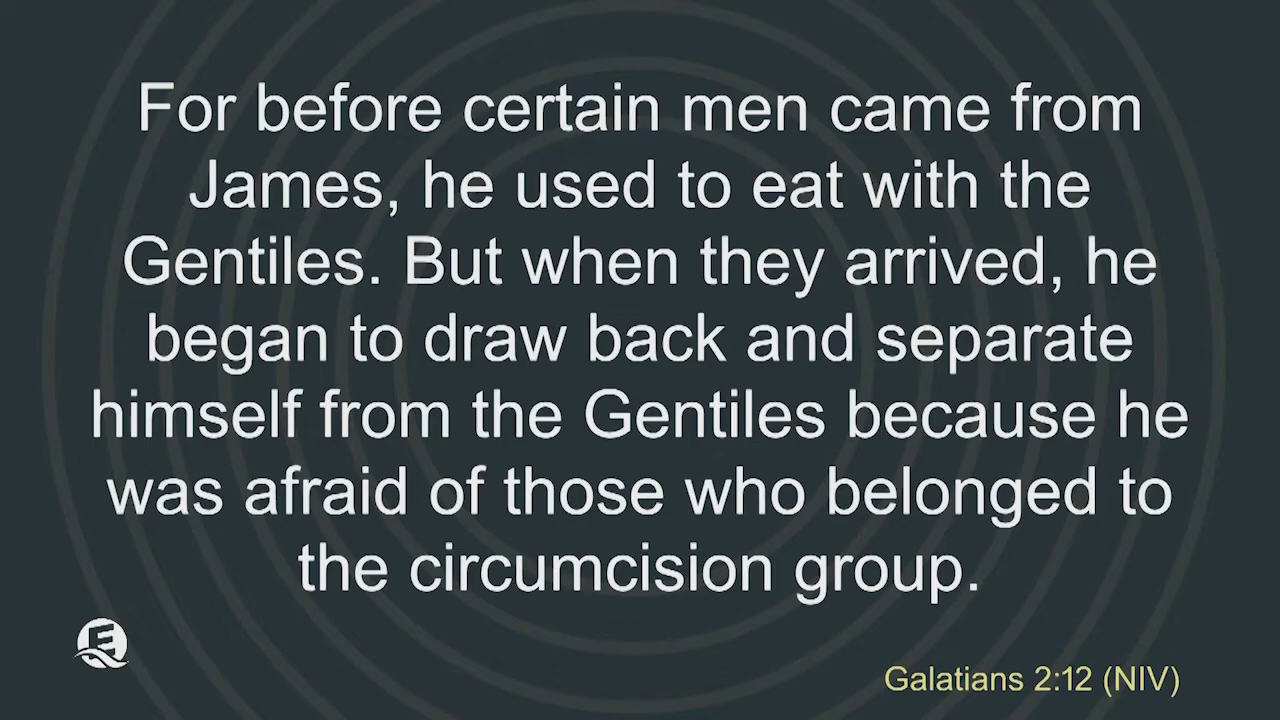 For before certain men came from
James, he used to eat with the
Gentiles. But when they arrived, he
began to draw back and separate
himself from the Gentiles because he
was afraid of those who belonged to
the circumcision group.
Galatians 2:12 (NIV)